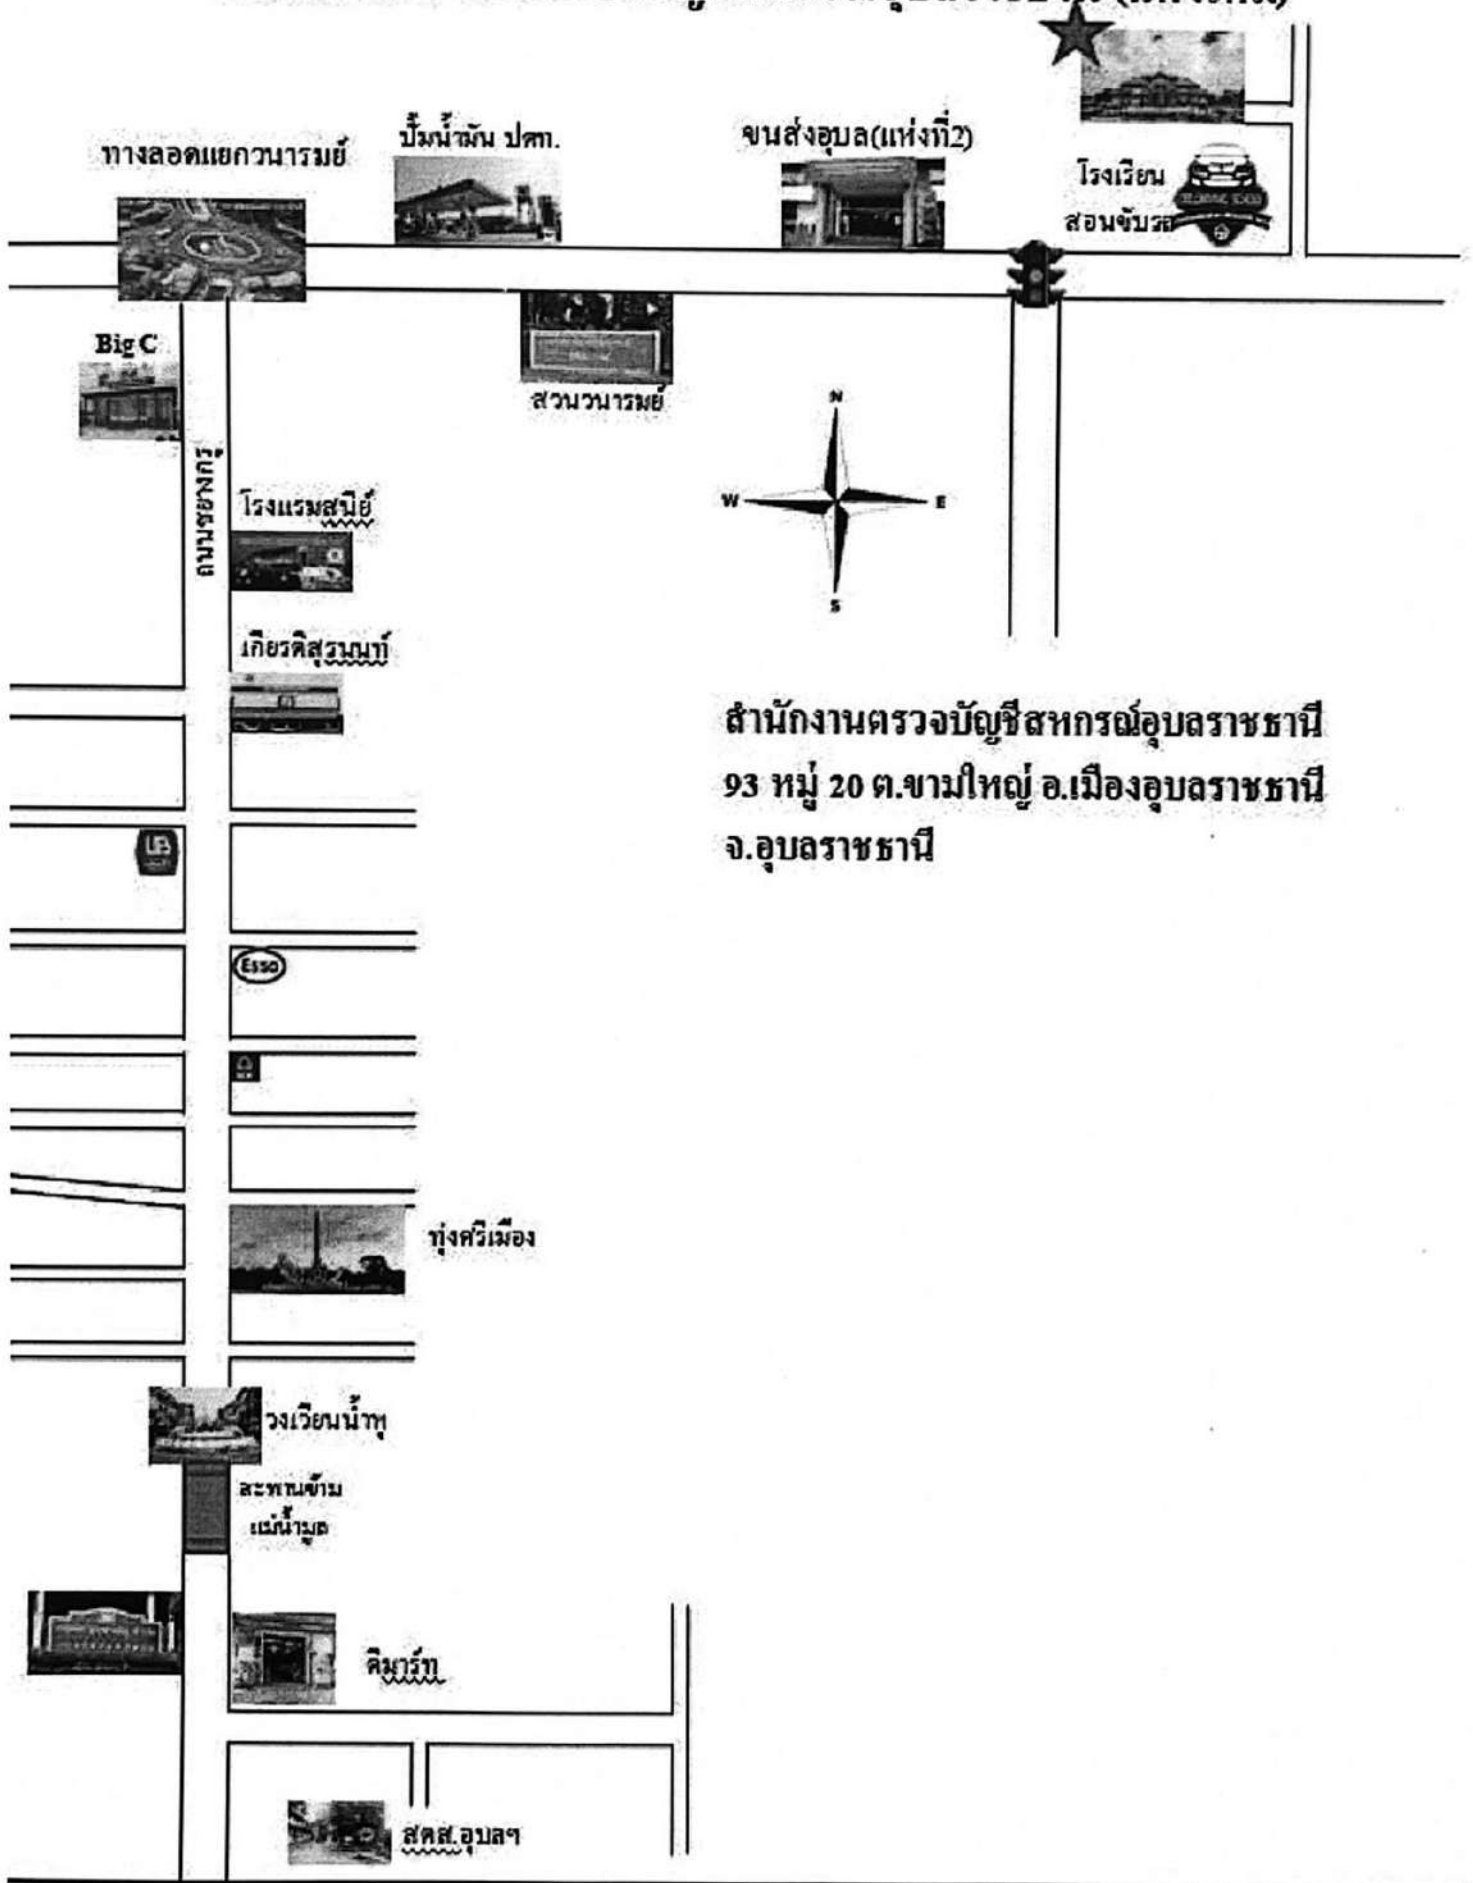 ปั๊มน้ำมัน ปตท.
ขนส่งอุบล(แห่งที่2)
ทางลอดแยกวนารมย์
โรงเรียน
สอนขับรถ
Big C
สวนวนารมย์
N
W
E
S
ถนนชยางกูร
โรงแรมสุนีย์
เกียรติสุรนนท์
สำนักงานตรวจบัญชีสหกรณ์อุบลราชธานี
93 หมู่ 20 ต.ขามใหญ่ อ.เมืองอุบลราชธานี
จ.อุบลราชธานี
Esso
ทุ่งศรีเมือง
วงเวียนน้ำพุ
สะพานข้าม
แม่น้ำมูล
ดีมาร์ท
สตส.อุบลฯ